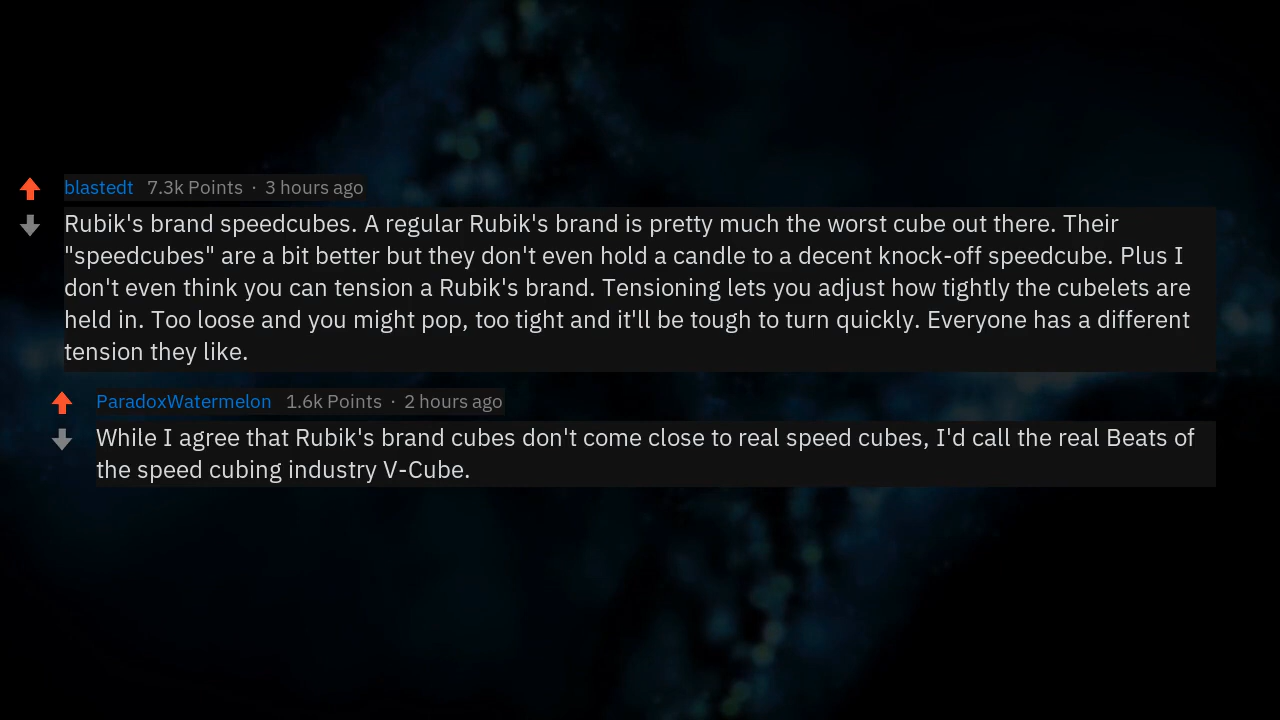 blastedt 7.3k Points · 3 hours ago
Rubik's brand speedcubes. A regular Rubik's brand is pretty much the worst cube out there. Their
"speedcubes" are a bit better but they don't even hold a candle to a decent knock-off speedcube. Plus I
don't even think you can tension a Rubik's brand. Tensioning lets you adjust how tightly the cubelets are
held in. Too loose and you might pop, too tight and it'll be tough to turn quickly. Everyone has a different
tension they like.
ParadoxWatermelon 1.6k Points · 2 hours ago
While I agree that Rubik's brand cubes don't come close to real speed cubes, I'd call the real Beats of
the speed cubing industry V-Cube.